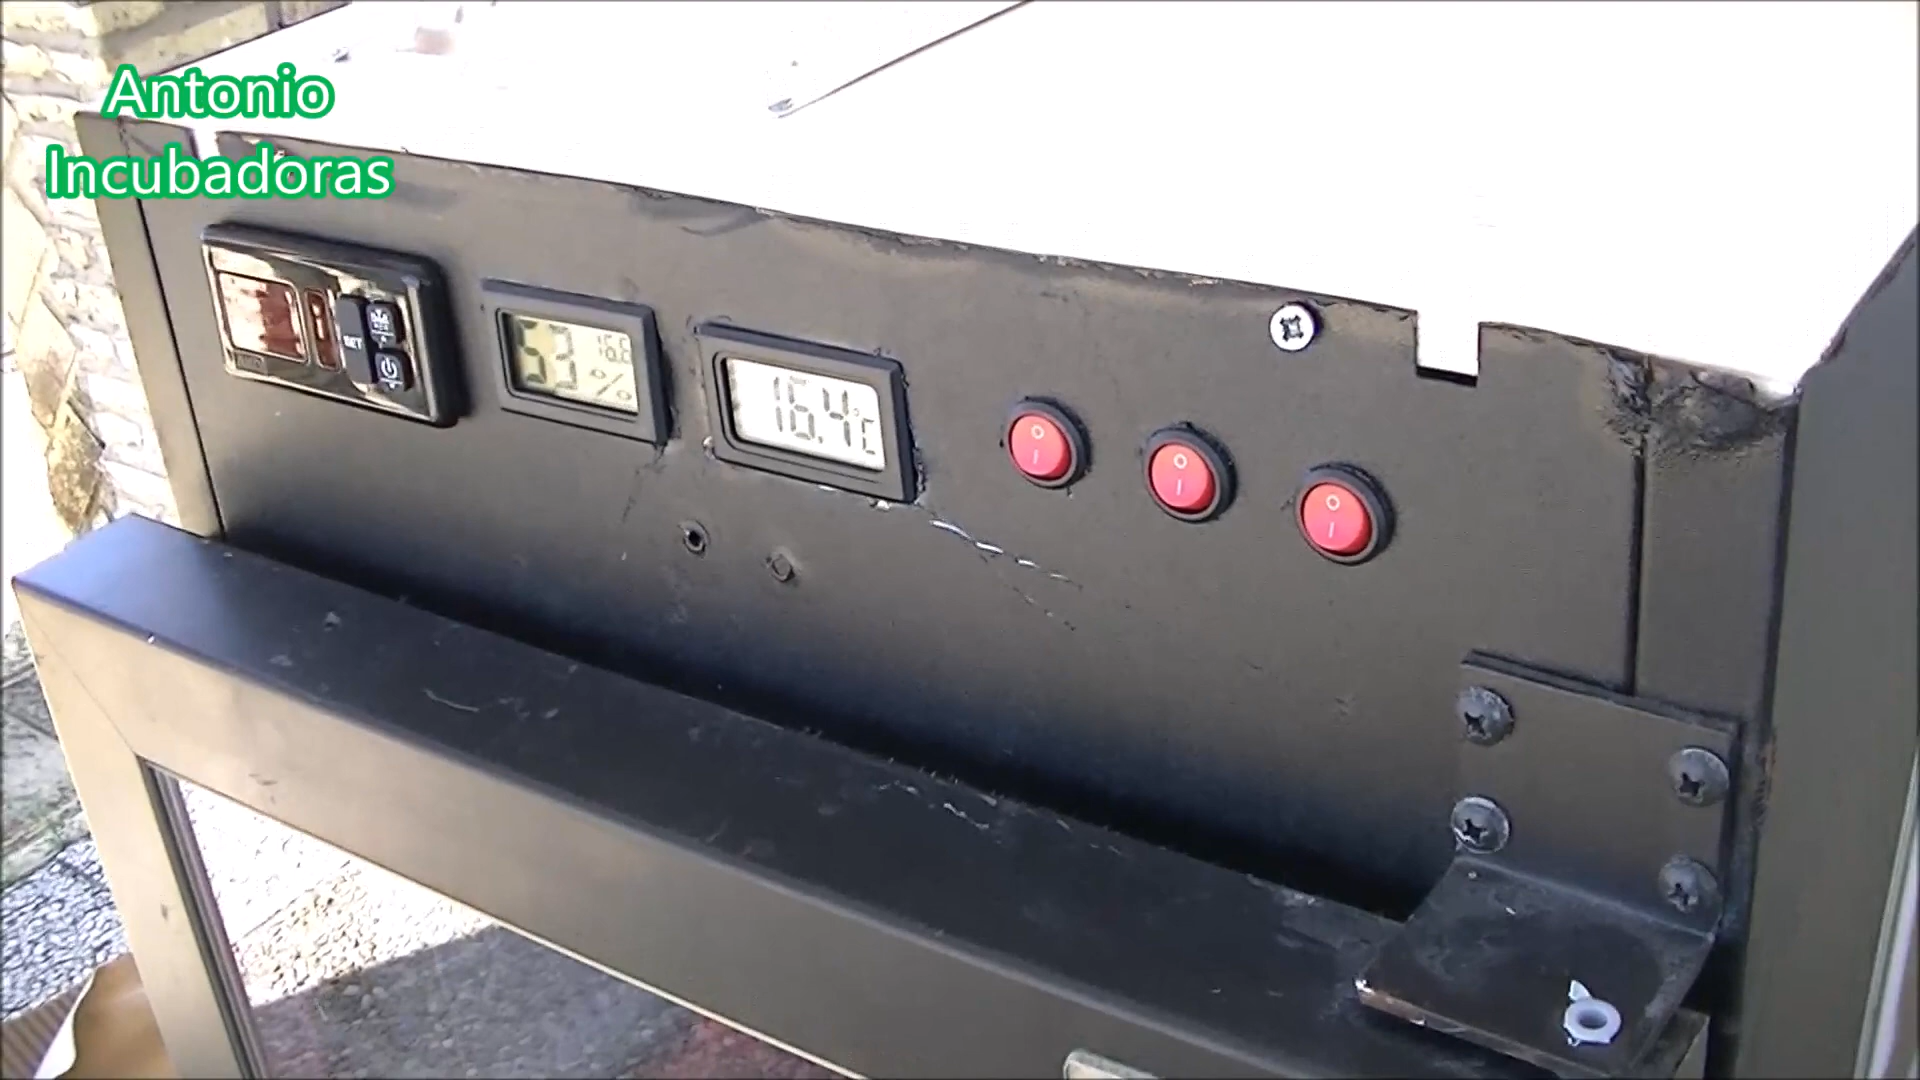 Antonio
Incubadoras
SET
53
16.6
%
16.4
°C
O
I
O
I
O
I